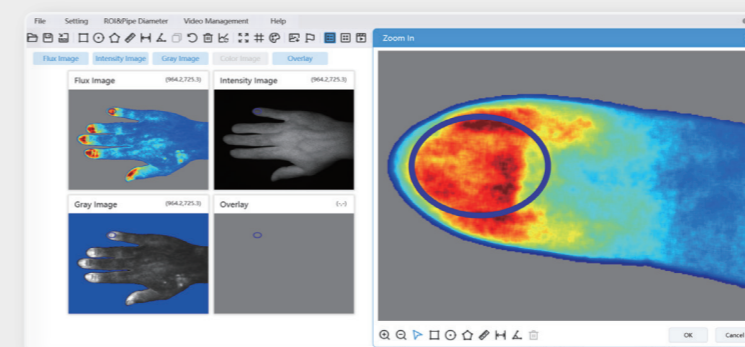 File Setting ROI&Pipe Diameter Video Management Help
Zoom In
Flux Image Intensity Image Gray Image Color Image Overlay
Flux Image (964.2,725.3) Intensity Image (964.2,725.3)
Gray Image (964.2,725.3) Overlay (-,-)
OK Cancel